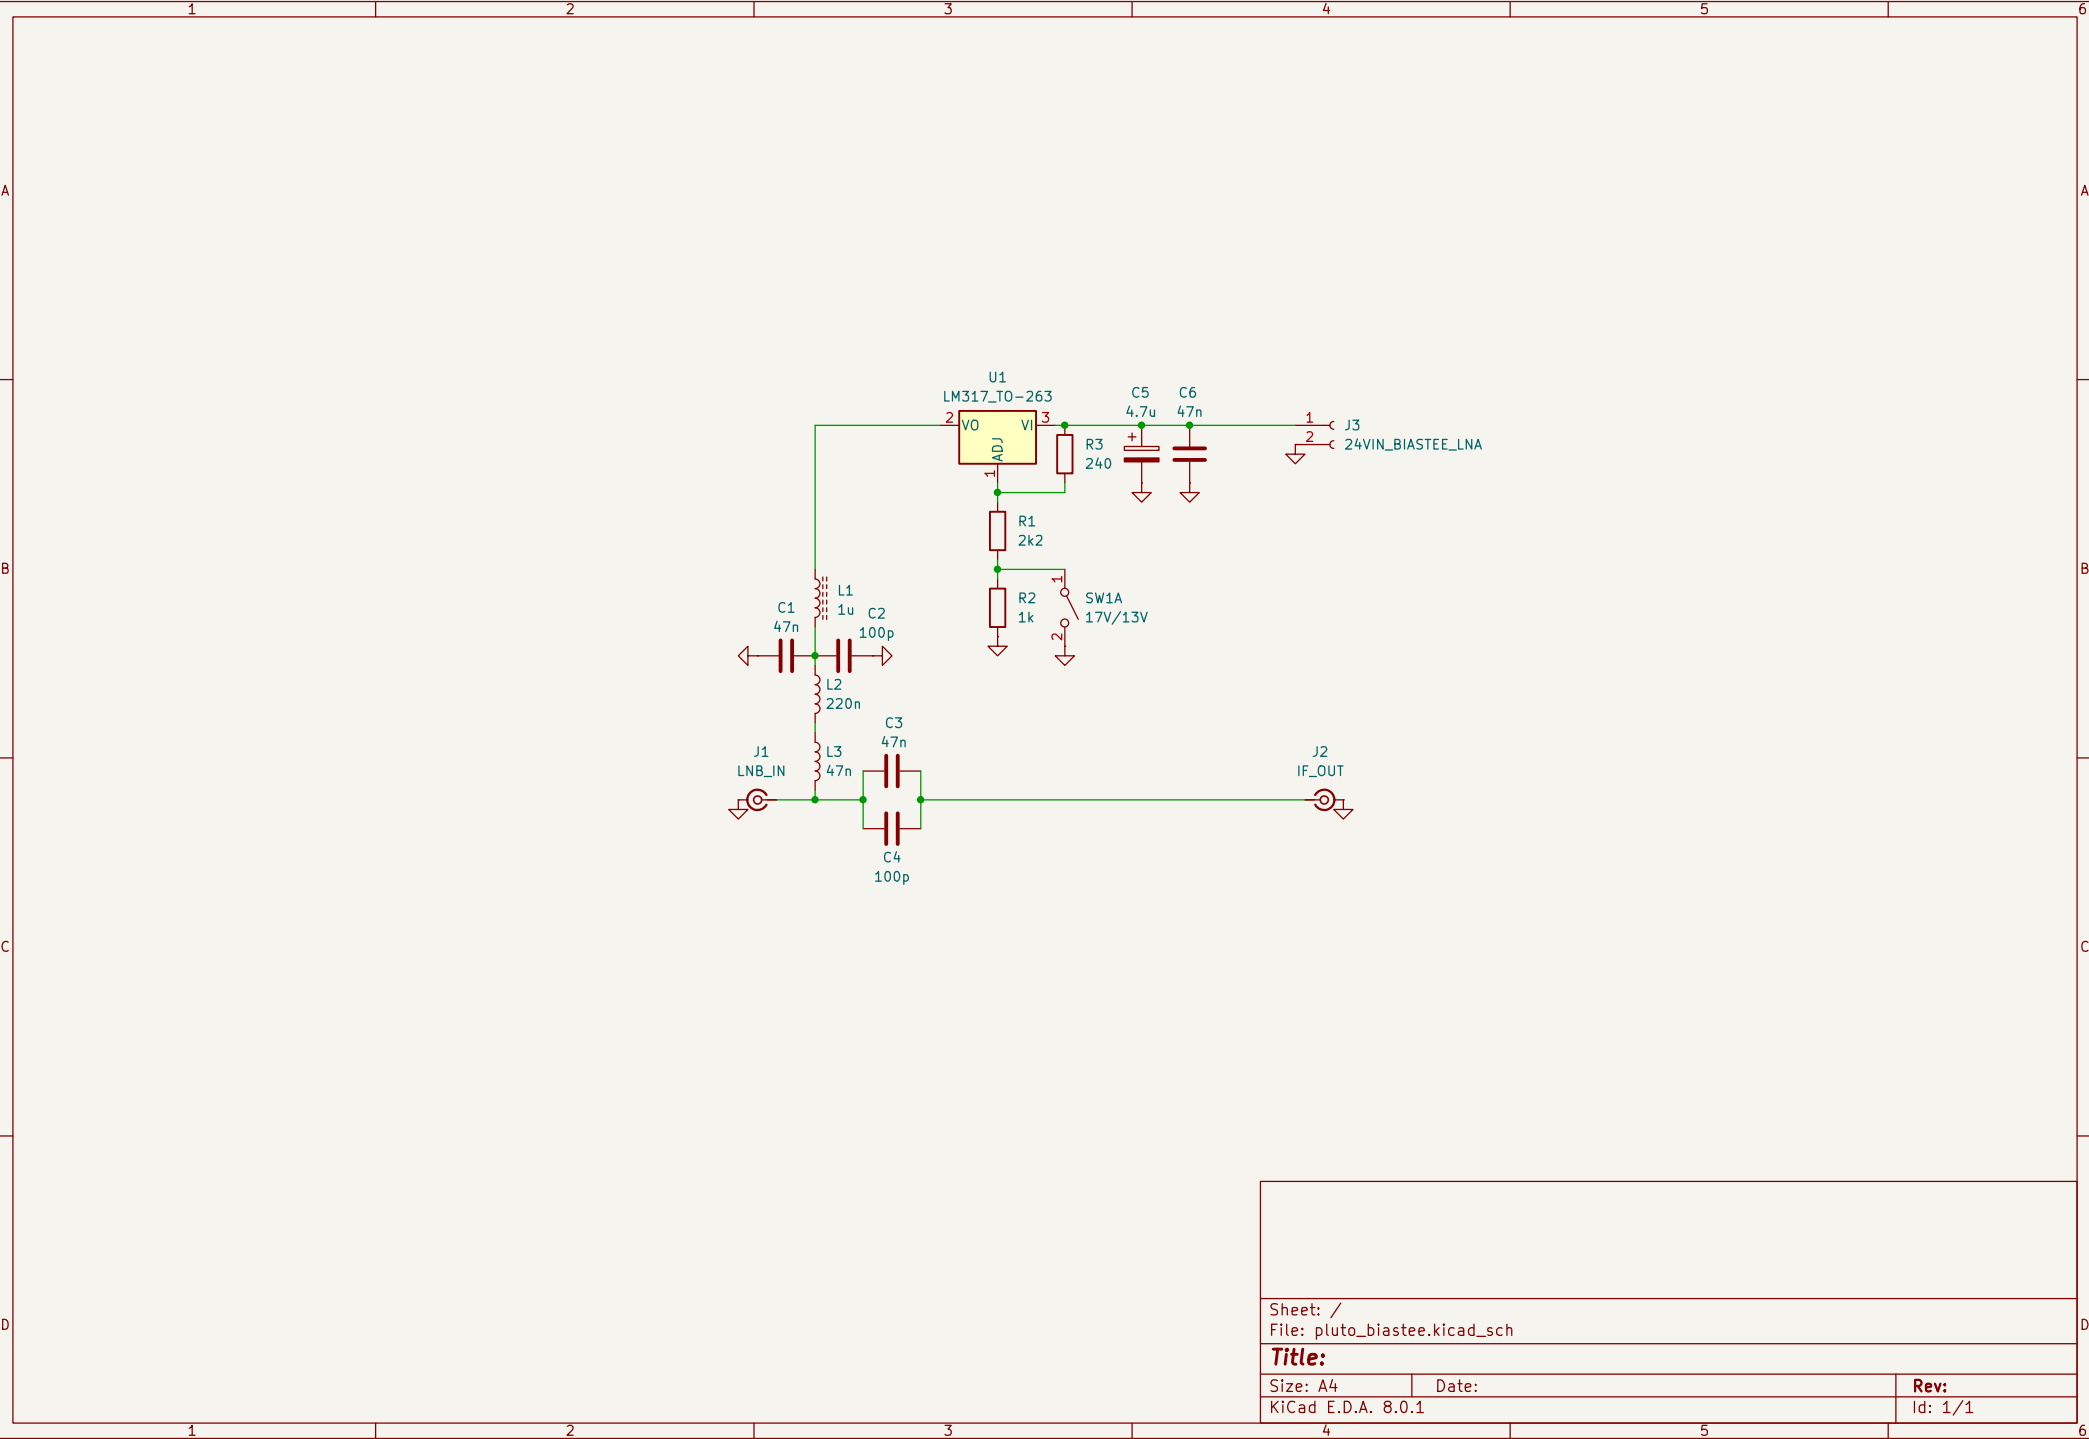 1 2 3 4 5 6
A A
U1
LM317_TO-263
C5 C6
4.7u 47n
2 VO VI 3
ADJ
1
R3
240
1 J3
2 24VIN_BIASTEE_LNA
R1
2k2
B B
L1
1u
C1
47n
C2
100p
R2
1k
1
SW1A
17V/13V
2
L2
220n
C3
47n
J1
LNB_IN
L3
47n
J2
IF_OUT
C4
100p
C C
Sheet: /
File: pluto_biastee.kicad_sch
D D
Title:
Size: A4 Date: Rev:
KiCad E.D.A. 8.0.1 Id: 1/1
1 2 3 4 5 6